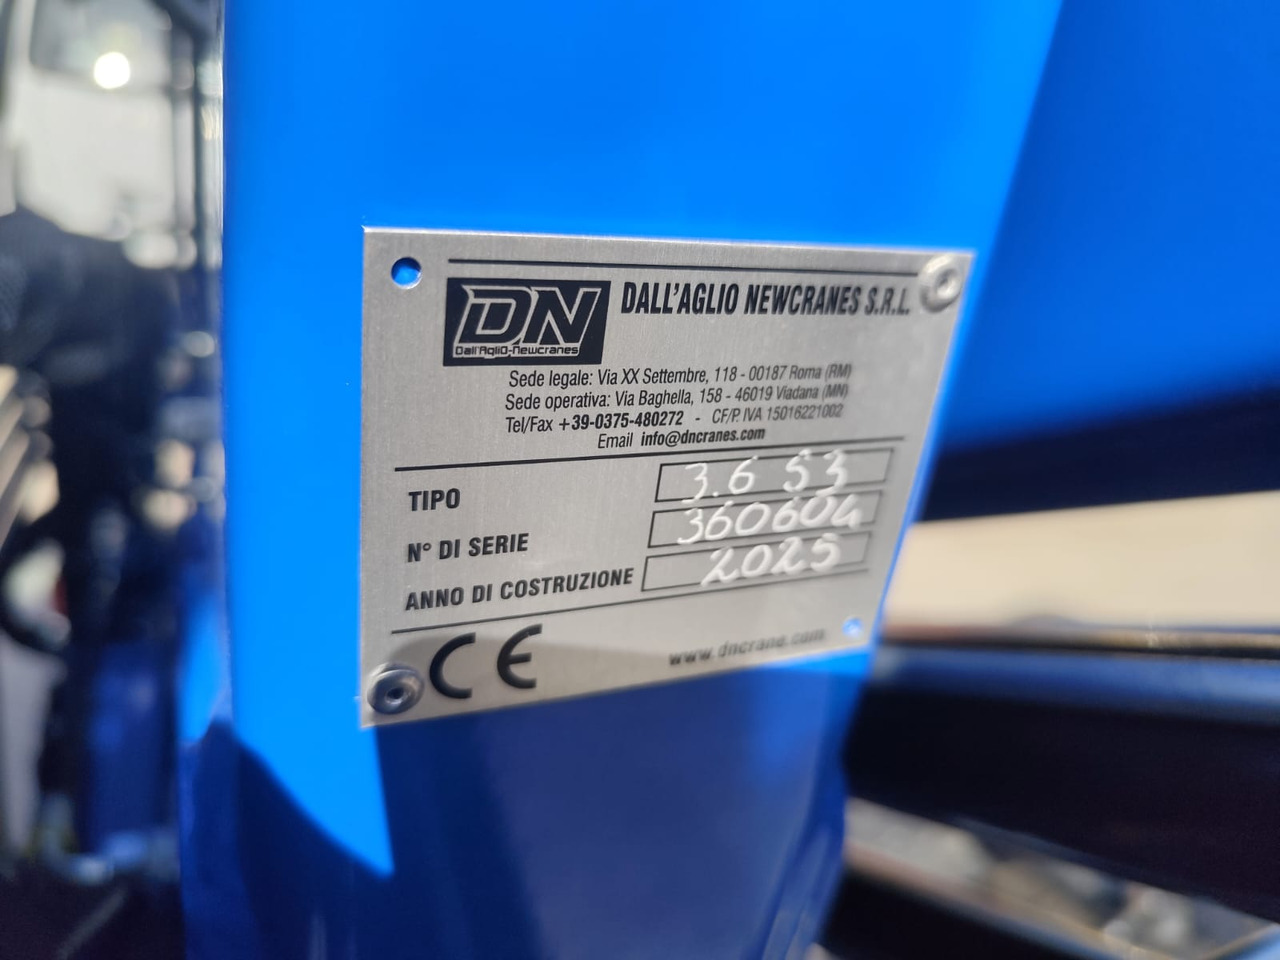 DN
Dall'Aglio-Newcranes
DALL'AGLIO NEWCRANES S.R.L.
Sede legale: Via XX Settembre, 118 - 00187 Roma (RM)
Sede operativa: Via Baghella, 158 - 46019 Viadana (MN)
Tel/Fax +39-0375-480272 - CF/P. IVA 15016221002
Email info@dncranes.com
TIPO 3.6 S3
N° DI SERIE 360604
ANNO DI COSTRUZIONE 2025
CE
www.dncrane.com